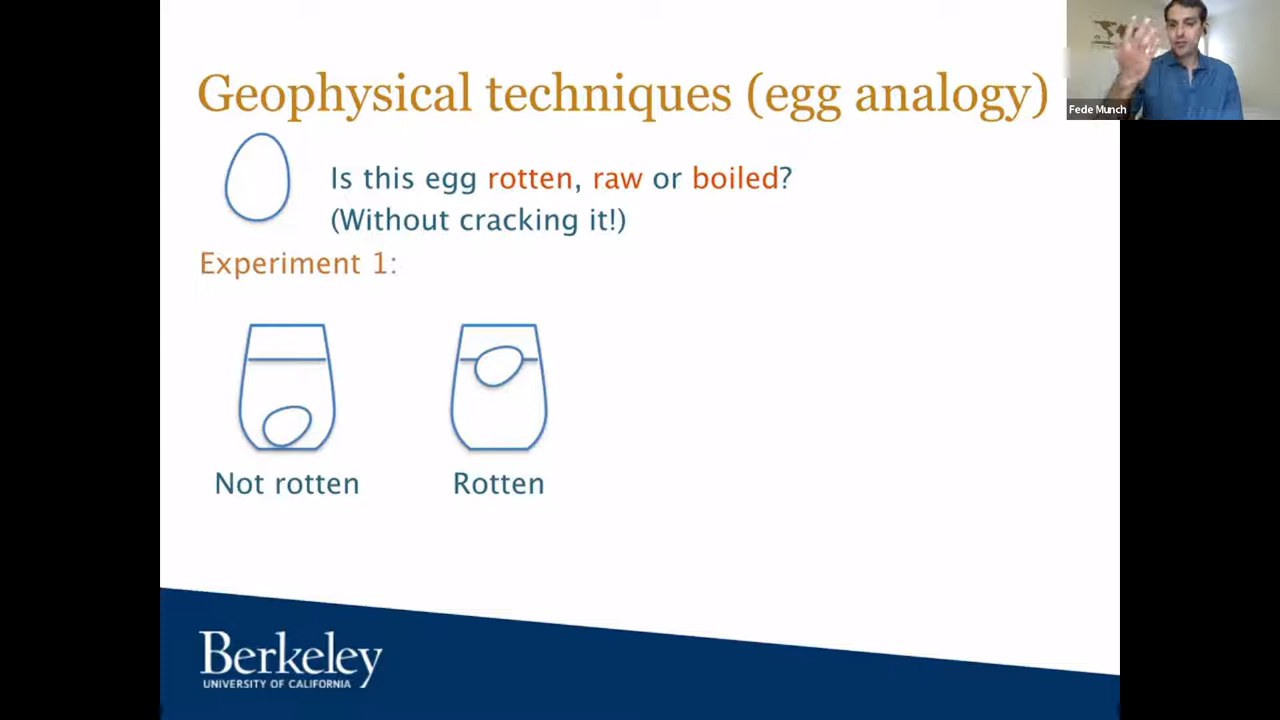 Geophysical techniques (egg analogy)
Fede Munch
Is this egg rotten, raw or boiled?
(Without cracking it!)
Experiment 1:
Not rotten
Rotten
Berkeley
UNIVERSITY OF CALIFORNIA